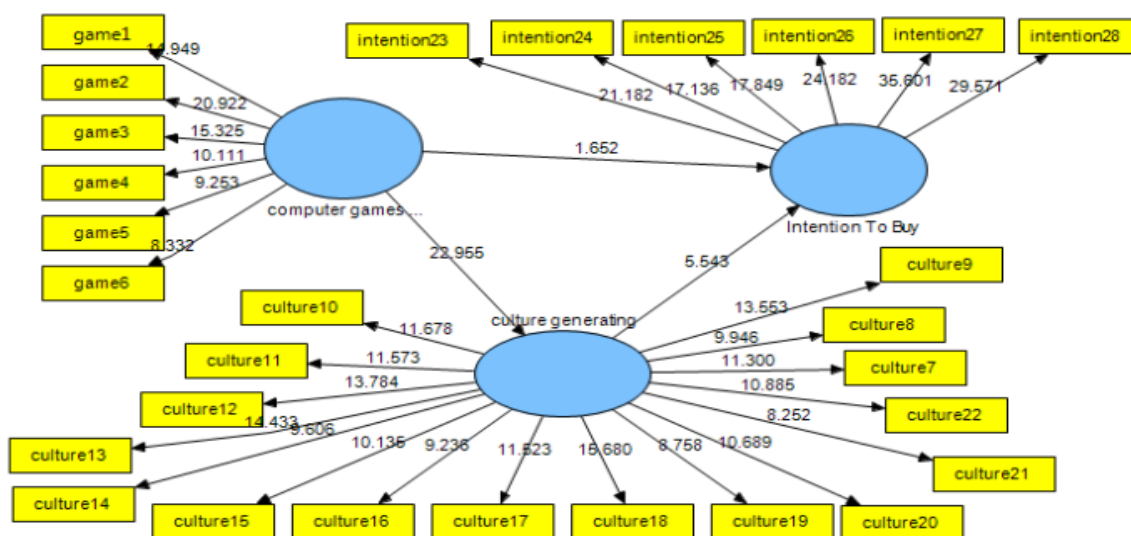 game1
14.949
game2
20.922
game3
15.325
game4
10.111
game5
9.253
game6
8.332
computer games ...
intention23
intention24
intention25
intention26
intention27
intention28
21.182
17.136
17.849
24.182
35.601
29.571
1.652
Intention To Buy
22.955
5.543
culture generating
culture10
11.678
culture11
11.573
culture12
13.784
culture13
14.433
culture14
9.606
culture15
10.135
culture16
9.236
culture17
11.523
culture18
15.680
culture19
8.758
culture20
10.689
culture21
8.252
culture22
10.885
culture7
11.300
culture8
9.946
culture9
13.553